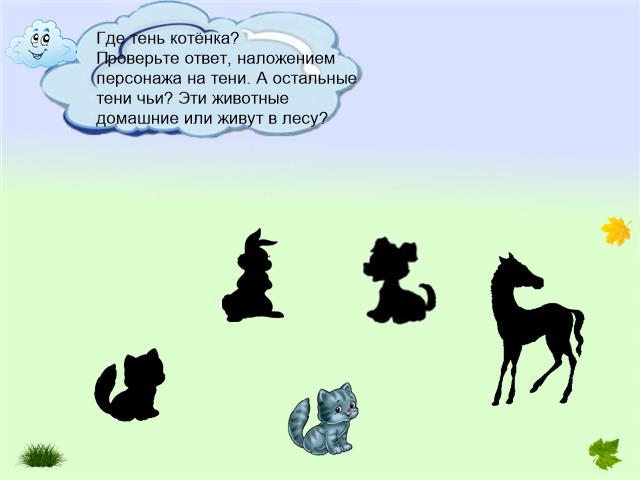 Где тень котёнка?
Проверьте ответ, наложением
персонажа на тени. А остальные
тени чьи? Эти животные
домашние или живут в лесу?